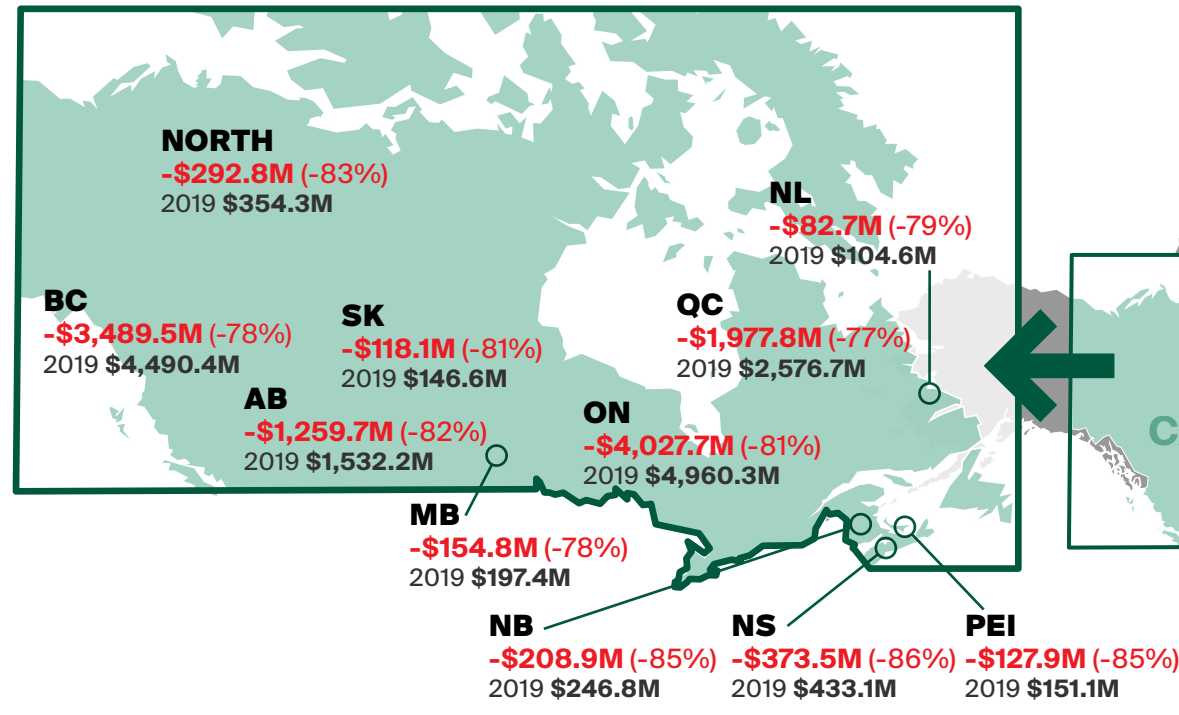 NORTH
-$292.8M (-83%)
2019 $354.3M
NL
-$82.7M (-79%)
2019 $104.6M
BC
-$3,489.5M (-78%)
2019 $4,490.4M
SK
-$118.1M (-81%)
2019 $146.6M
QC
-$1,977.8M (-77%)
2019 $2,576.7M
AB
-$1,259.7M (-82%)
2019 $1,532.2M
ON
-$4,027.7M (-81%)
2019 $4,960.3M
C
MB
-$154.8M (-78%)
2019 $197.4M
NB
-$208.9M (-85%)
2019 $246.8M
NS
-$373.5M (-86%)
2019 $433.1M
PEI
-$127.9M (-85%)
2019 $151.1M